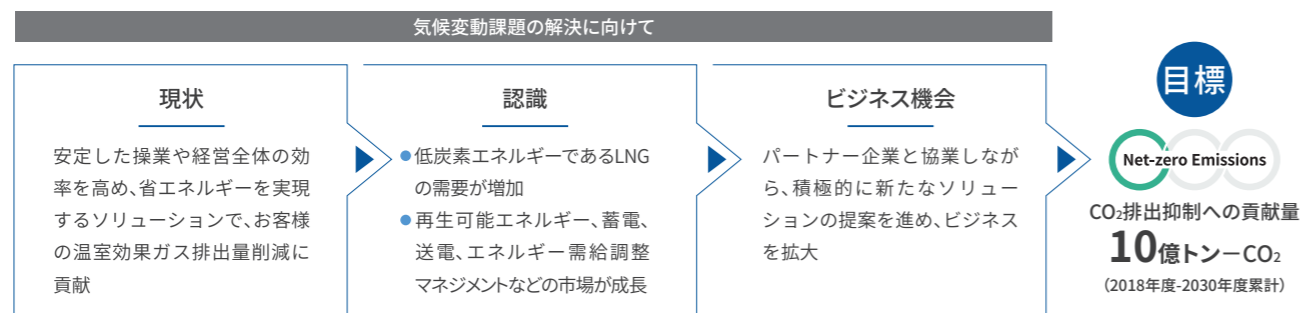 気候変動課題の解決に向けて
現状
安定した操業や経営全体の効
率を高め、省エネルギーを実現
するソリューションで、お客様
の温室効果ガス排出量削減に
貢献
認識
●低炭素エネルギーであるLNG
の需要が増加
●再生可能エネルギー、蓄電、
送電、エネルギー需給調整
マネジメントなどの市場が成長
ビジネス機会
パートナー企業と協業しなが
ら、積極的に新たなソリュー
ションの提案を進め、ビジネス
を拡大
目標
Net-zero Emissions
CO₂排出抑制への貢献量
10億トン−CO₂
（2018年度-2030年度累計）